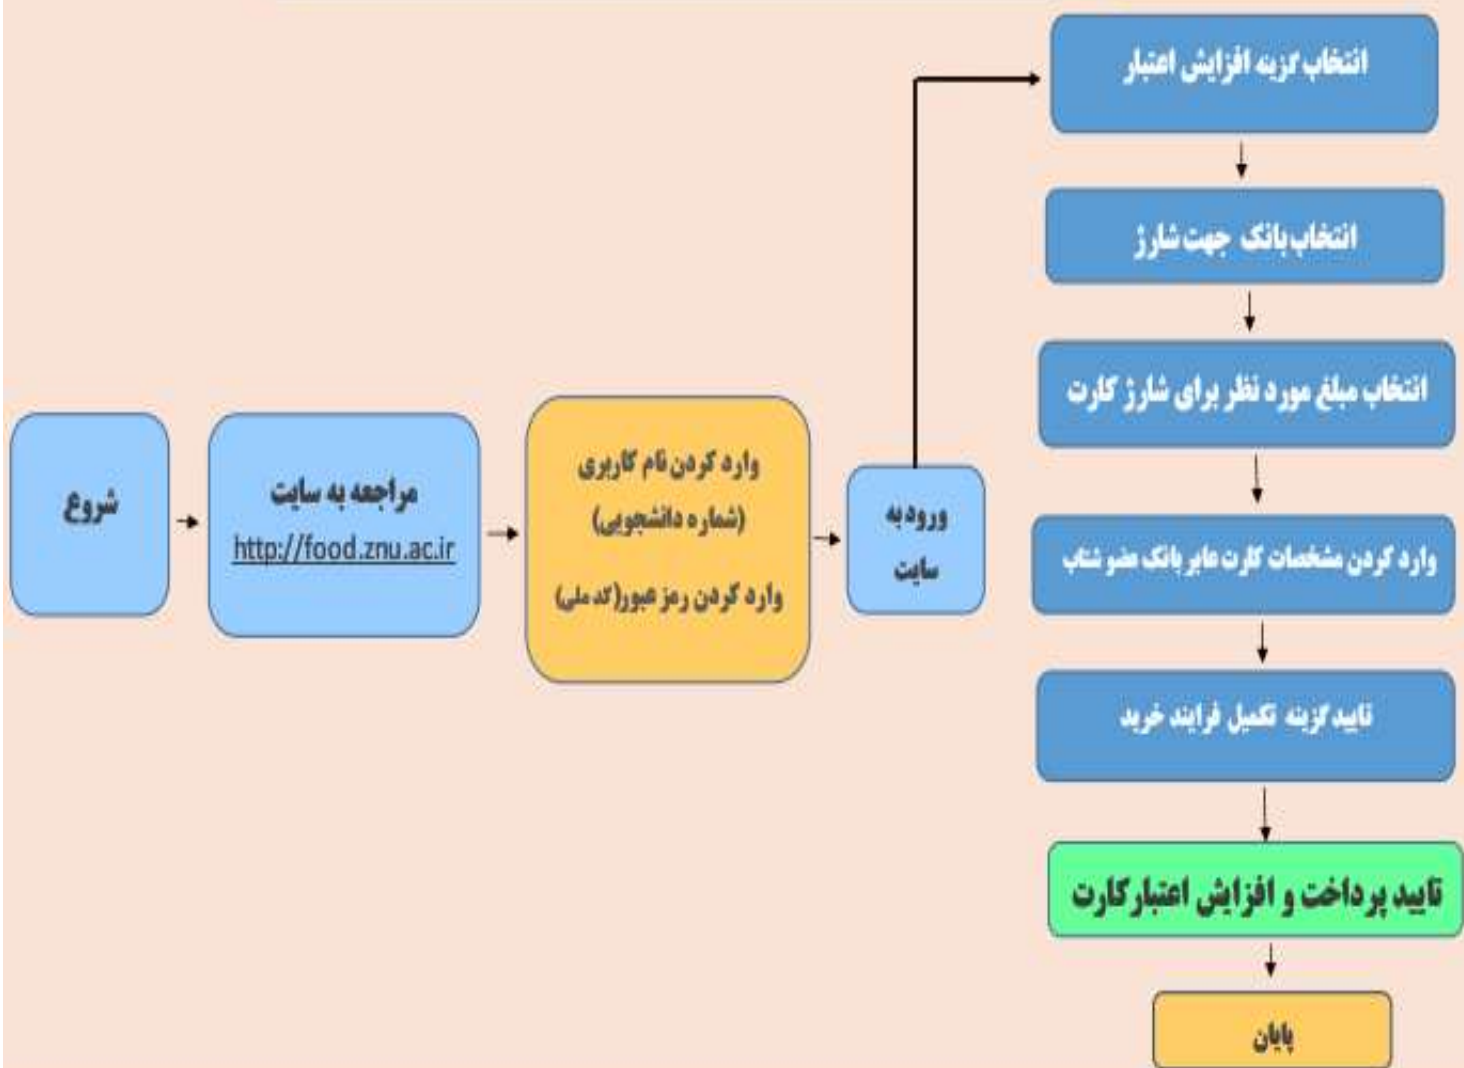 شروع
مراجعه به سایت
http://food.znu.ac.ir
وارد کردن نام کاربری
(شماره دانشجویی)
وارد کردن رمز عبور(کد ملی)
ورود به
سایت
انتخاب گزینه افزایش اعتبار
انتخاب بانک جهت شارژ
انتخاب مبلغ مورد نظر برای شارژ کارت
وارد کردن مشخصات کارت عابر بانک عضو شتاب
تایید گزینه تکمیل فرایند خرید
تایید پرداخت و افزایش اعتبار کارت
پایان